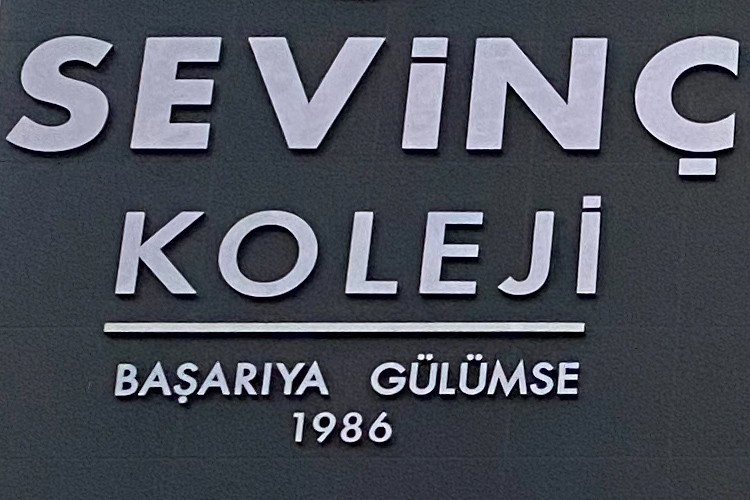 SEVİNÇ
KOLEJİ
BAŞARIYA GÜLÜMSE
1986